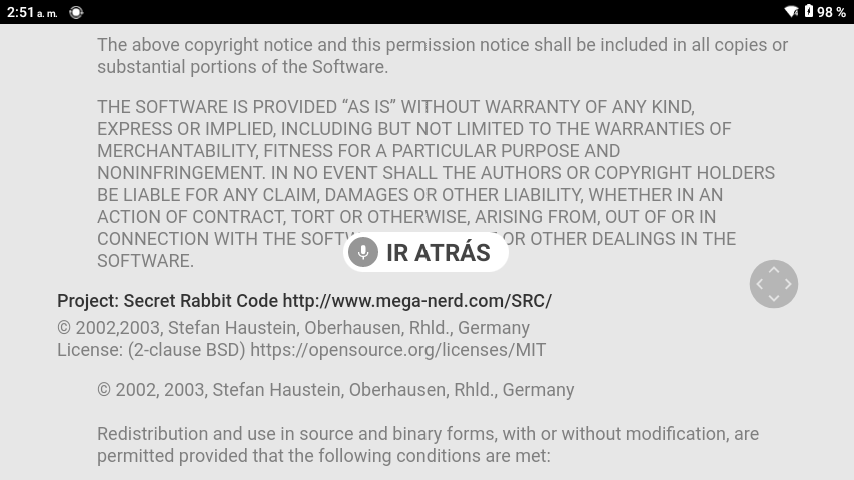 2:51 a. m. 98 %
The above copyright notice and this permission notice shall be included in all copies or
substantial portions of the Software.
THE SOFTWARE IS PROVIDED “AS IS” WITHOUT WARRANTY OF ANY KIND,
EXPRESS OR IMPLIED, INCLUDING BUT NOT LIMITED TO THE WARRANTIES OF
MERCHANTABILITY, FITNESS FOR A PARTICULAR PURPOSE AND
NONINFRINGEMENT. IN NO EVENT SHALL THE AUTHORS OR COPYRIGHT HOLDERS
BE LIABLE FOR ANY CLAIM, DAMAGES OR OTHER LIABILITY, WHETHER IN AN
ACTION OF CONTRACT, TORT OR OTHERWISE, ARISING FROM, OUT OF OR IN
CONNECTION WITH THE OR OTHER DEALINGS IN THE
IR ATRÁS
SOFTWARE.
Project: Secret Rabbit Code http://www.mega-nerd.com/SRC/
© 2002,2003, Stefan Haustein, Oberhausen, Rhld., Germany
License: (2-clause BSD) https://opensource.org/licenses/MIT
© 2002, 2003, Stefan Haustein, Oberhausen, Rhld., Germany
Redistribution and use in source and binary forms, with or without modification, are
permitted provided that the following conditions are met: